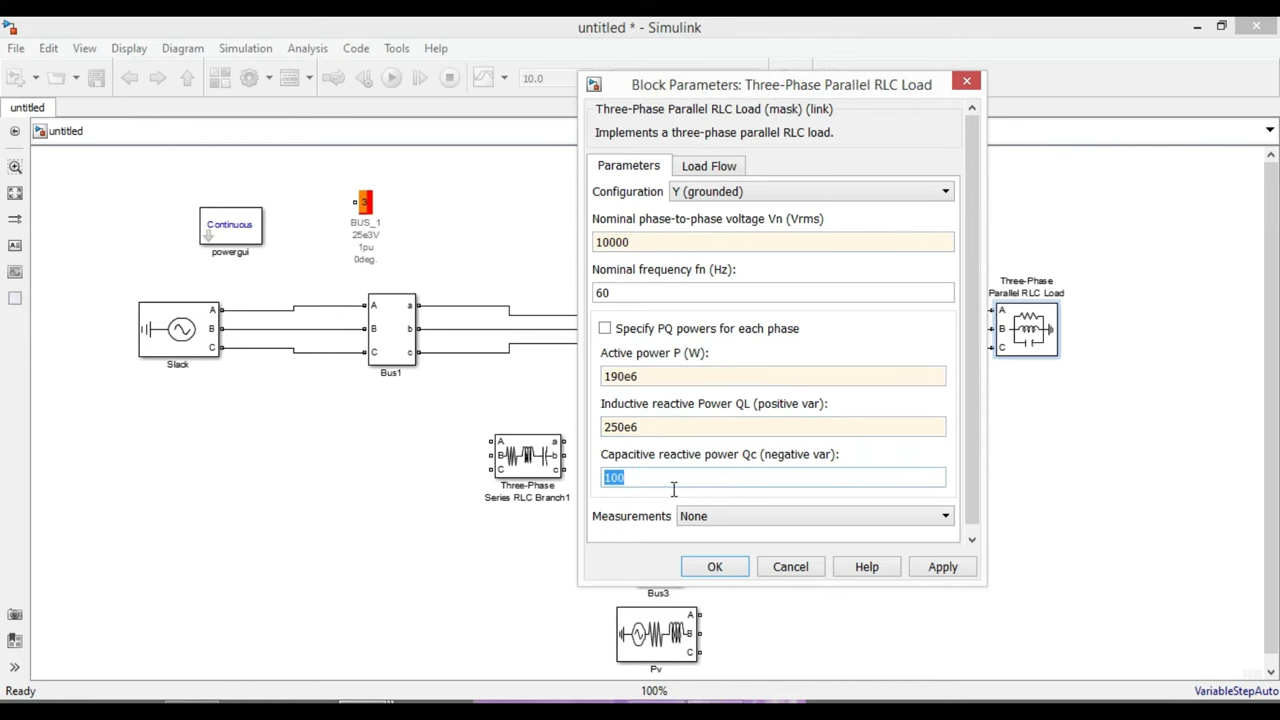 untitled * - Simulink
File Edit View Display Diagram Simulation Analysis Code Tools Help
10.0
untitled
untitled
Continuous
powergui
3
BUS_1
25e3V
1pu
0deg.
A
B
C
Slack
A a
B b
C c
Bus1
A a
B b
C c
Three-Phase
Series RLC Branch1
Bus3
A
B
C
Pv
Three-Phase
Parallel RLC Load
A
B
C
Block Parameters: Three-Phase Parallel RLC Load
Three-Phase Parallel RLC Load (mask) (link)
Implements a three-phase parallel RLC load.
Parameters Load Flow
Configuration Y (grounded)
Nominal phase-to-phase voltage Vn (Vrms)
10000
Nominal frequency fn (Hz):
60
Specify PQ powers for each phase
Active power P (W):
190e6
Inductive reactive Power QL (positive var):
250e6
Capacitive reactive power Qc (negative var):
100
Measurements None
OK Cancel Help Apply
Ready 100% VariableStepAuto